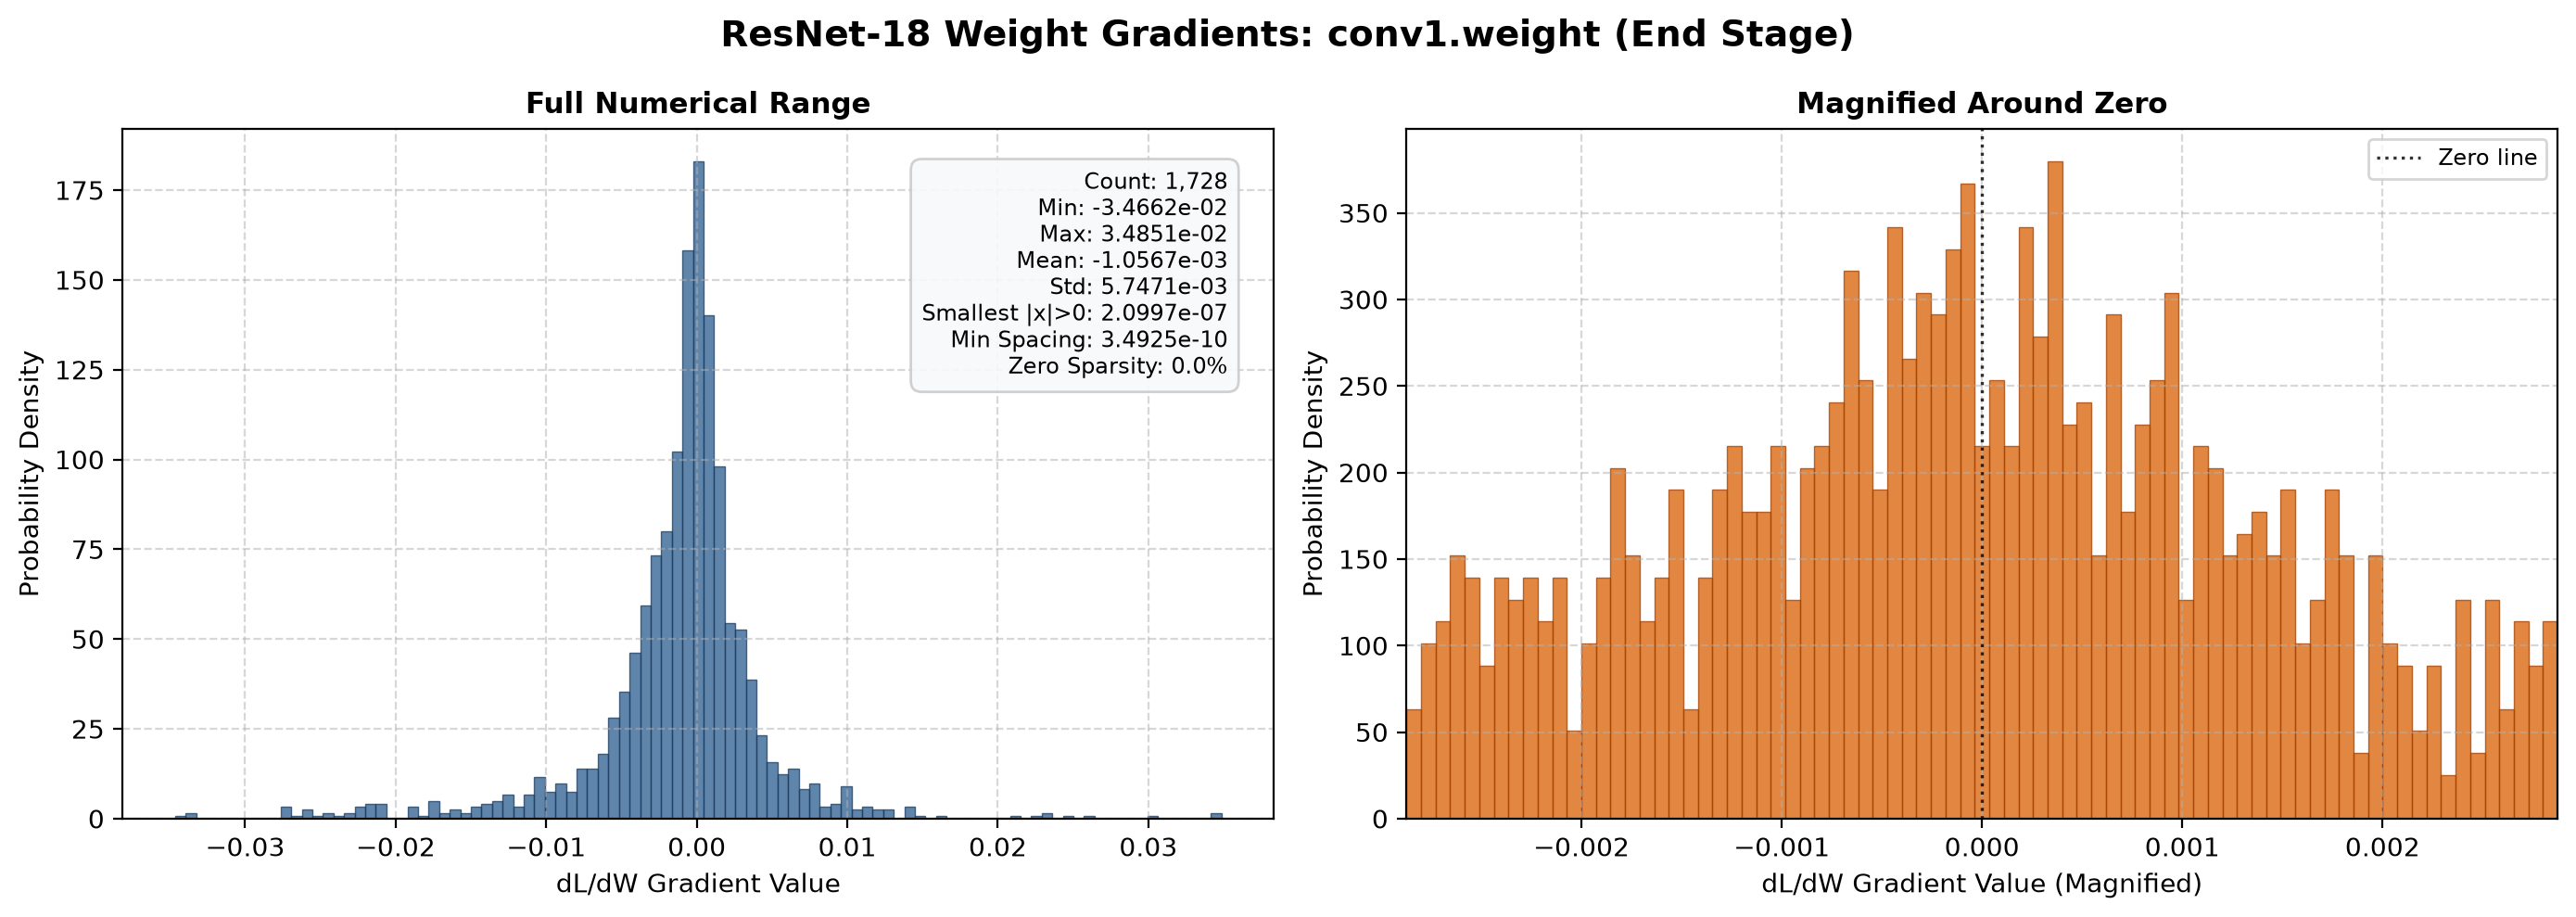 ResNet-18 Weight Gradients: conv1.weight (End Stage)
Full Numerical Range
Probability Density
175
150
125
100
75
50
25
0
Count: 1,728
Min: -3.4662e-02
Max: 3.4851e-02
Mean: -1.0567e-03
Std: 5.7471e-03
Smallest |x|>0: 2.0997e-07
Min Spacing: 3.4925e-10
Zero Sparsity: 0.0%
−0.03 −0.02 −0.01 0.00 0.01 0.02 0.03
dL/dW Gradient Value
Magnified Around Zero
Probability Density
350
300
250
200
150
100
50
0
Zero line
−0.002 −0.001 0.000 0.001 0.002
dL/dW Gradient Value (Magnified)